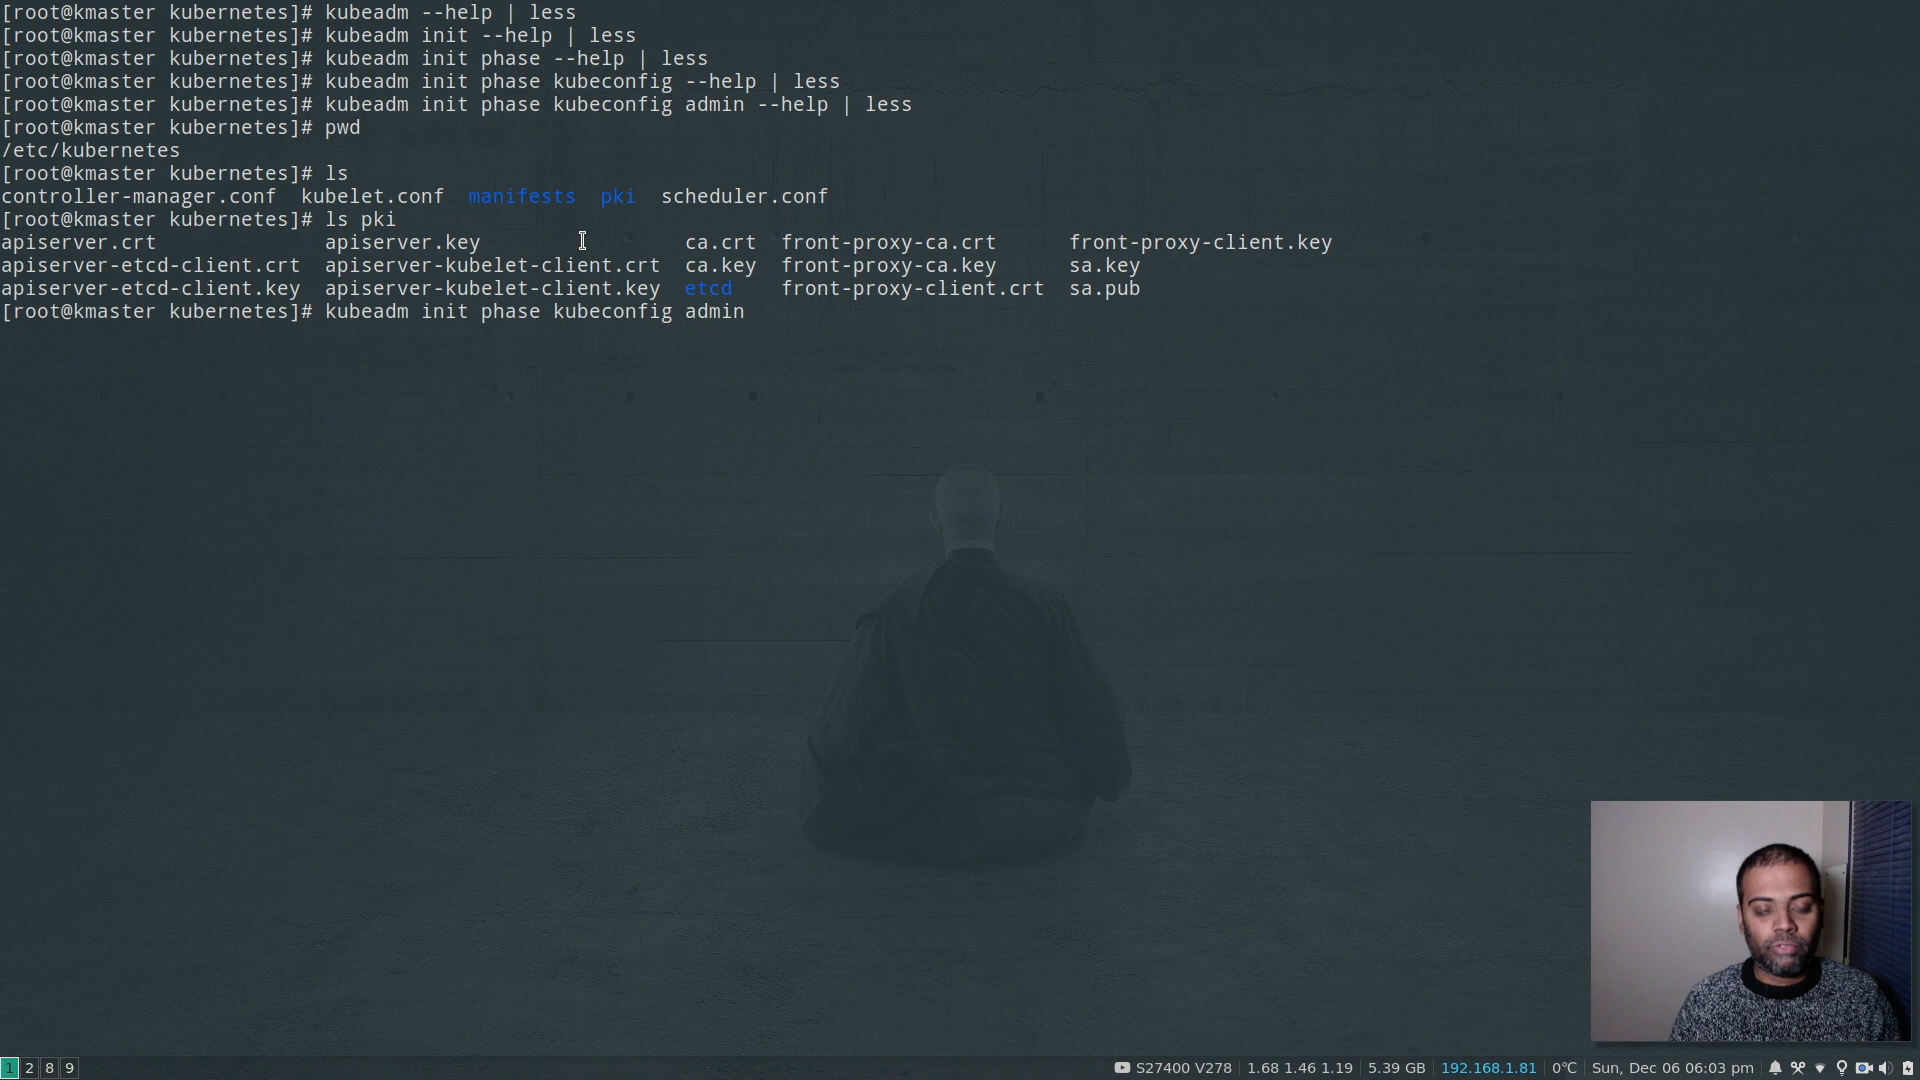 [root@kmaster kubernetes]# kubeadm --help | less
[root@kmaster kubernetes]# kubeadm init --help | less
[root@kmaster kubernetes]# kubeadm init phase --help | less
[root@kmaster kubernetes]# kubeadm init phase kubeconfig --help | less
[root@kmaster kubernetes]# kubeadm init phase kubeconfig admin --help | less
[root@kmaster kubernetes]# pwd
/etc/kubernetes
[root@kmaster kubernetes]# ls
controller-manager.conf kubelet.conf manifests pki scheduler.conf
[root@kmaster kubernetes]# ls pki
apiserver.crt apiserver.key ca.crt front-proxy-ca.crt front-proxy-client.key
apiserver-etcd-client.crt apiserver-kubelet-client.crt ca.key front-proxy-ca.key sa.key
apiserver-etcd-client.key apiserver-kubelet-client.key etcd front-proxy-client.crt sa.pub
[root@kmaster kubernetes]# kubeadm init phase kubeconfig admin
1 2 8 9 S27400 V278 1.68 1.46 1.19 5.39 GB 192.168.1.81 0°C Sun, Dec 06 06:03 pm